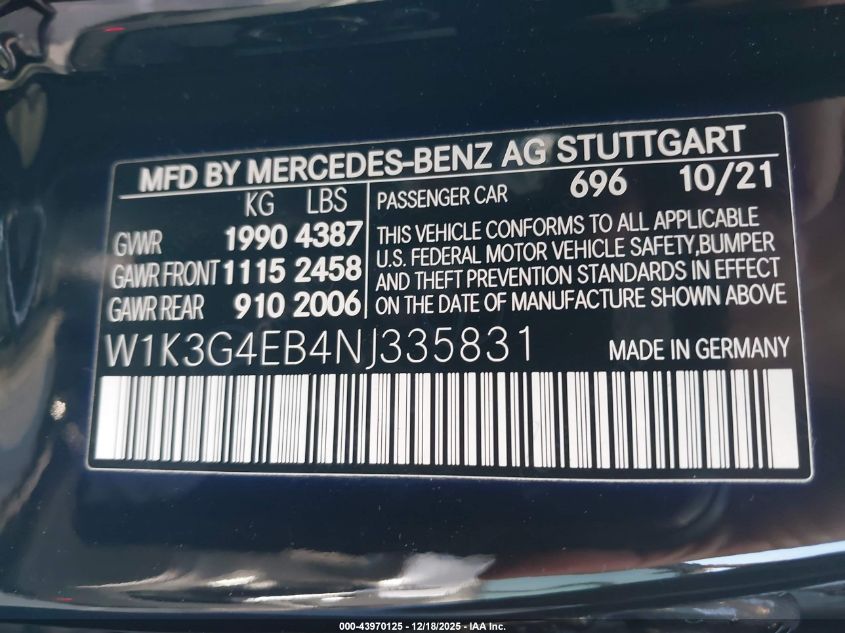 MFD BY MERCEDES-BENZ AG STUTTGART
KG LBS
GVWR 1990 4387
GAWR FRONT 1115 2458
GAWR REAR 910 2006
PASSENGER CAR 696 10/21
THIS VEHICLE CONFORMS TO ALL APPLICABLE
U.S. FEDERAL MOTOR VEHICLE SAFETY,BUMPER
AND THEFT PREVENTION STANDARDS IN EFFECT
ON THE DATE OF MANUFACTURE SHOWN ABOVE
W1K3G4EB4NJ335831 MADE IN GERMANY
000-43970125 - 12/18/2025 - IAA Inc.